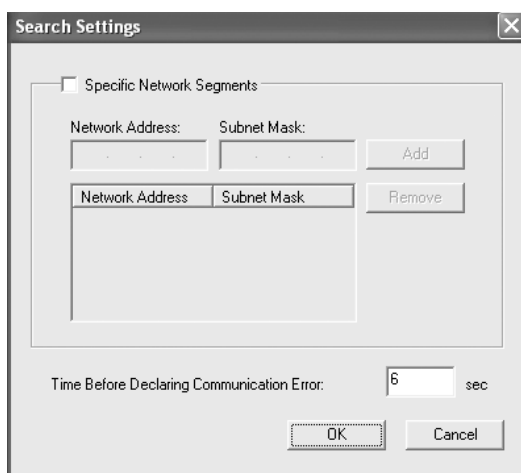 Search Settings
Specific Network Segments
Network Address: Subnet Mask:
. . . . . . Add
Network Address Subnet Mask Remove
Time Before Declaring Communication Error: 6 sec
OK Cancel